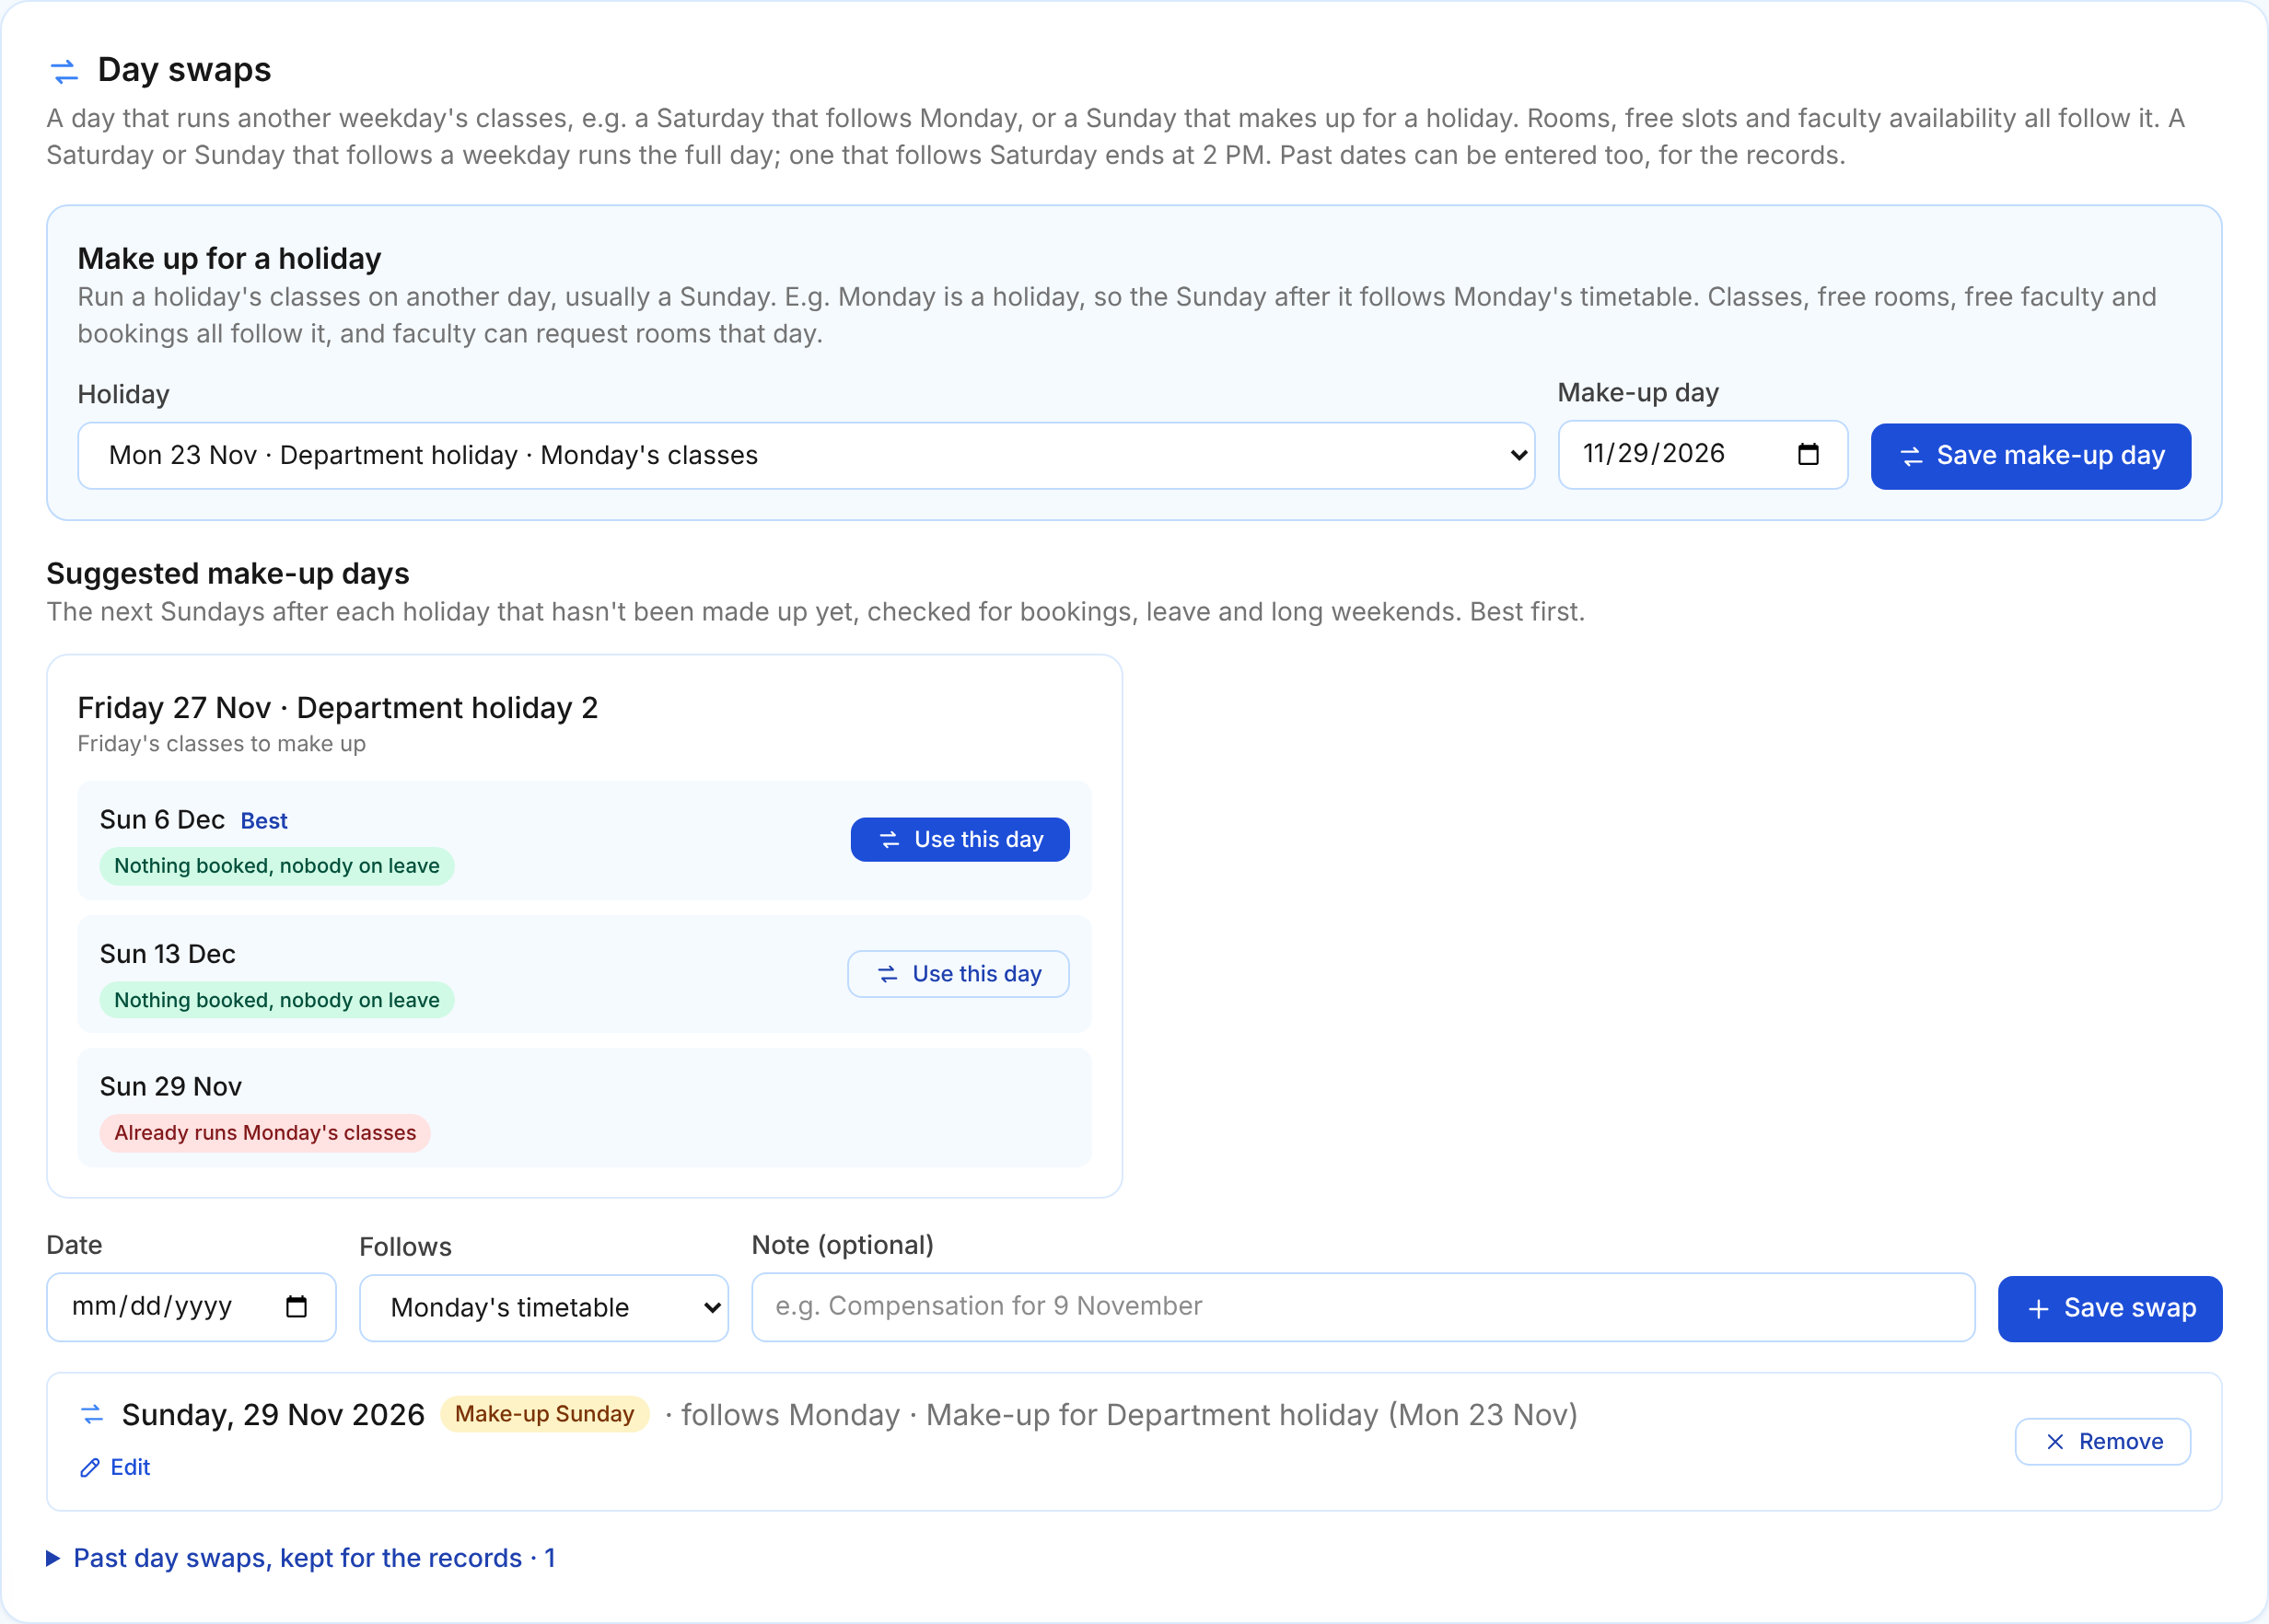 Day swaps
A day that runs another weekday's classes, e.g. a Saturday that follows Monday, or a Sunday that makes up for a holiday. Rooms, free slots and faculty availability all follow it. A
Saturday or Sunday that follows a weekday runs the full day; one that follows Saturday ends at 2 PM. Past dates can be entered too, for the records.
Make up for a holiday
Run a holiday's classes on another day, usually a Sunday. E.g. Monday is a holiday, so the Sunday after it follows Monday's timetable. Classes, free rooms, free faculty and
bookings all follow it, and faculty can request rooms that day.
Holiday
Make-up day
Mon 23 Nov · Department holiday · Monday's classes
11/29/2026
Save make-up day
Suggested make-up days
The next Sundays after each holiday that hasn't been made up yet, checked for bookings, leave and long weekends. Best first.
Friday 27 Nov · Department holiday 2
Friday's classes to make up
Sun 6 Dec Best
Nothing booked, nobody on leave
Use this day
Sun 13 Dec
Nothing booked, nobody on leave
Use this day
Sun 29 Nov
Already runs Monday's classes
Date
Follows
Note (optional)
mm/dd/yyyy
Monday's timetable
e.g. Compensation for 9 November
Save swap
Sunday, 29 Nov 2026 Make-up Sunday · follows Monday · Make-up for Department holiday (Mon 23 Nov)
Edit
Remove
Past day swaps, kept for the records · 1